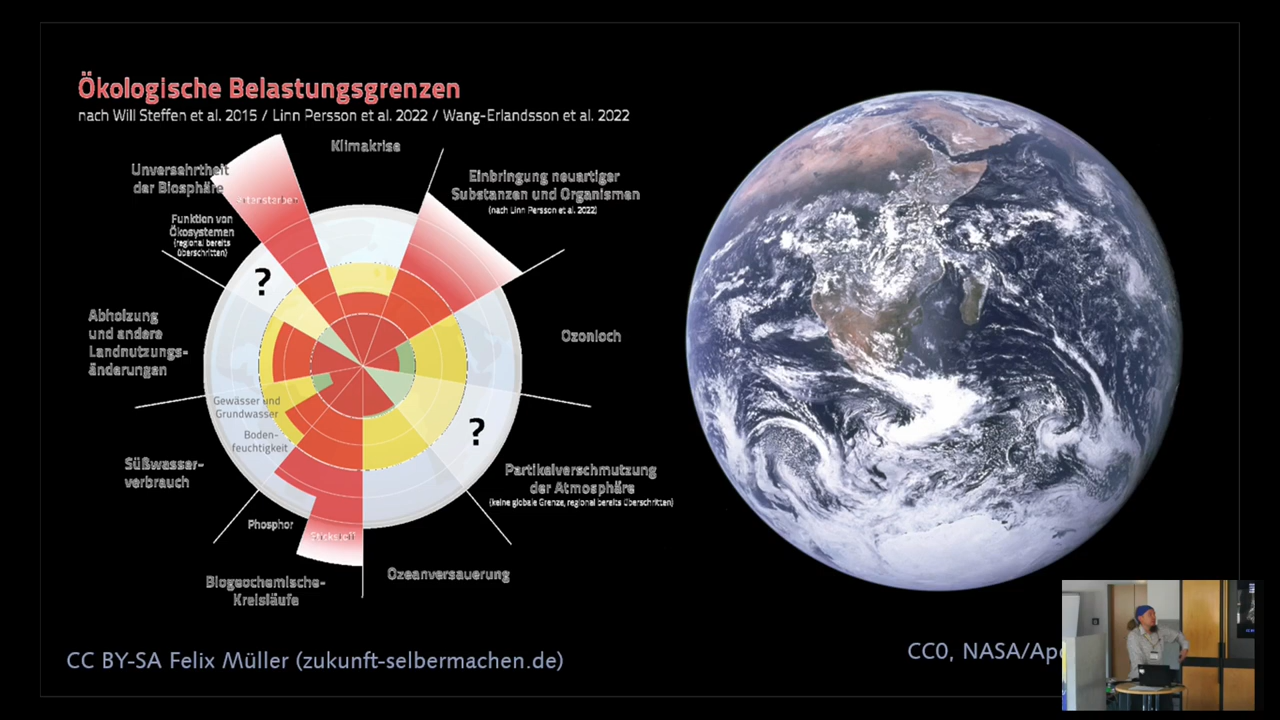 Ökologische Belastungsgrenzen
nach Will Steffen et al. 2015 / Linn Persson et al. 2022 / Wang-Erlandsson et al. 2022
Klimakrise
Unversehrtheit
der Biosphäre
Artensterben
Einbringung neuartiger
Substanzen und Organismen
(nach Linn Persson et al. 2022)
Funktion von
Ökosystemen
(regional bereits
überschritten)
?
Abholzung
und andere
Landnutzungs-
änderungen
Ozonloch
Gewässer und
Grundwasser
Boden-
feuchtigkeit
?
Süßwasser-
verbrauch
Partikelverschmutzung
der Atmosphäre
(keine globale Grenze, regional bereits überschritten)
Phosphor
Stickstoff
Biogeochemische-
Kreisläufe
Ozeanversauerung
CC BY-SA Felix Müller (zukunft-selbermachen.de)
CC0, NASA/Apo